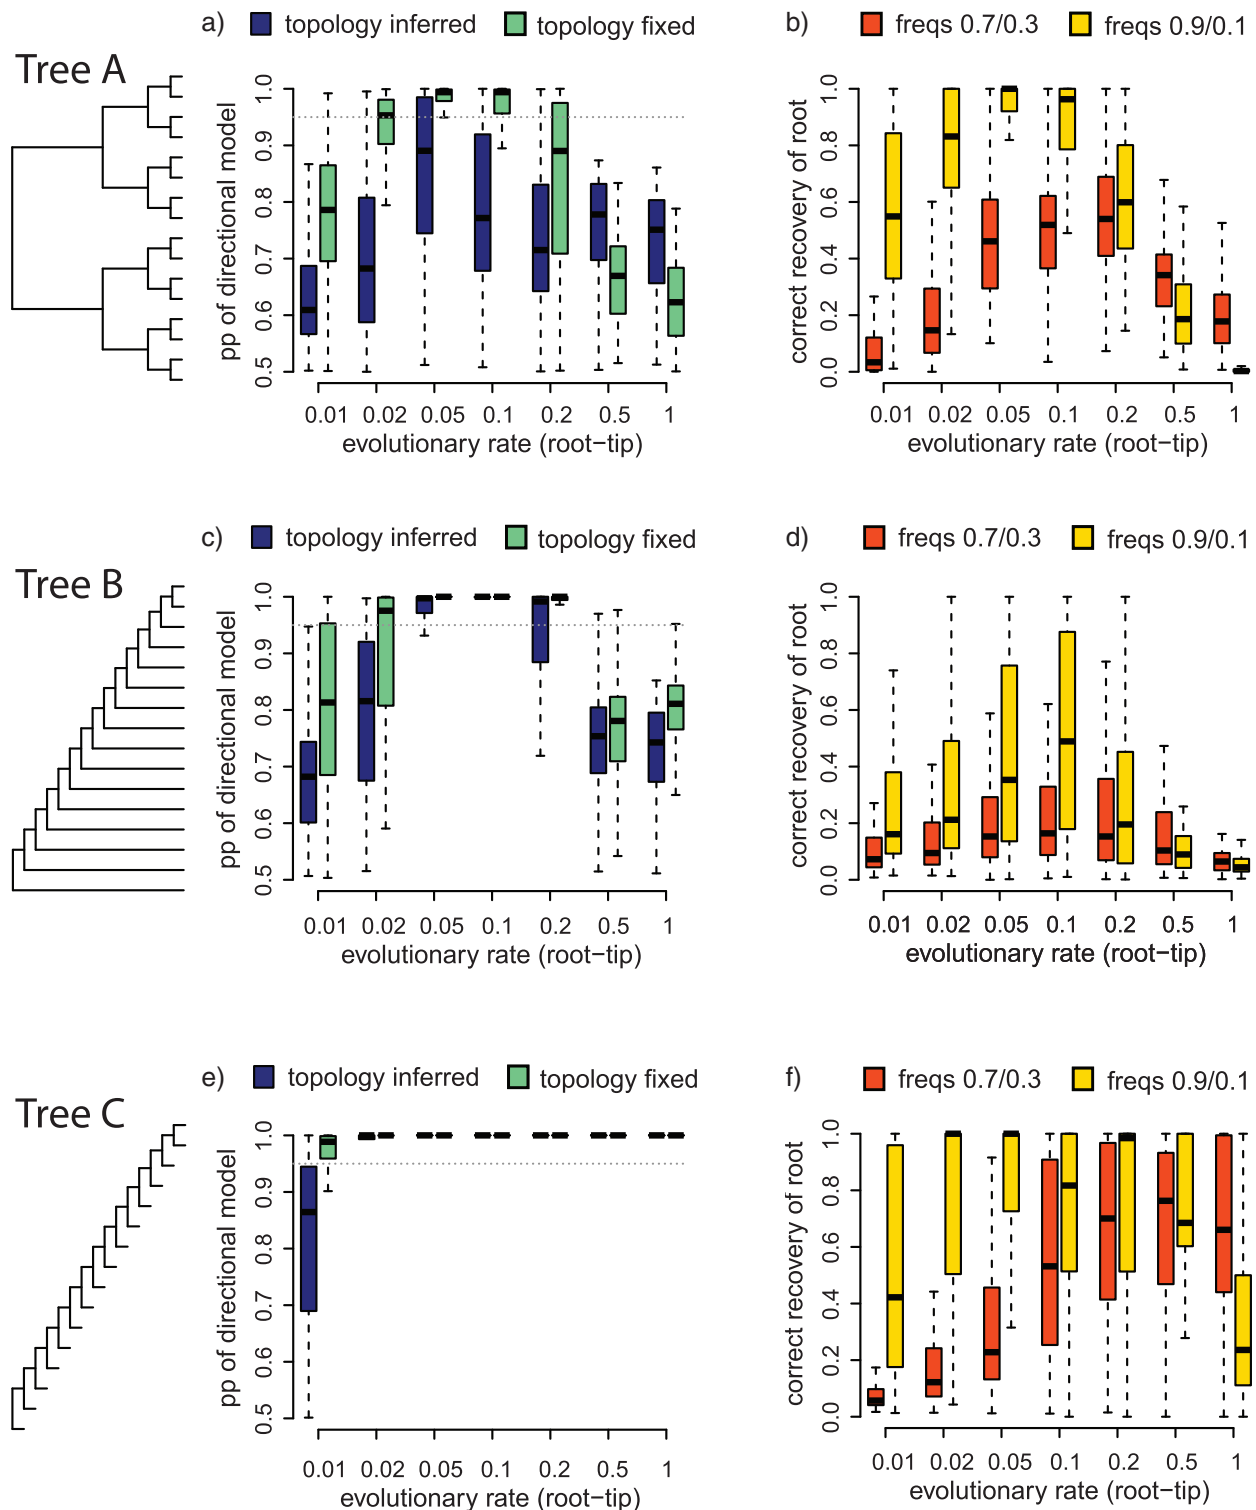 Tree A
a) topology inferred topology fixed
b) freqs 0.7/0.3 freqs 0.9/0.1
pp of directional model
1.0
0.9
0.8
0.7
0.6
0.5
0.01 0.02 0.05 0.1 0.2 0.5 1
evolutionary rate (root−tip)
correct recovery of root
1.0
0.8
0.6
0.4
0.2
0.0
0.01 0.02 0.05 0.1 0.2 0.5 1
evolutionary rate (root−tip)
Tree B
c) topology inferred topology fixed
d) freqs 0.7/0.3 freqs 0.9/0.1
pp of directional model
1.0
0.9
0.8
0.7
0.6
0.5
0.01 0.02 0.05 0.1 0.2 0.5 1
evolutionary rate (root−tip)
correct recovery of root
1.0
0.8
0.6
0.4
0.2
0.0
0.01 0.02 0.05 0.1 0.2 0.5 1
evolutionary rate (root−tip)
Tree C
e) topology inferred topology fixed
f) freqs 0.7/0.3 freqs 0.9/0.1
pp of directional model
1.0
0.9
0.8
0.7
0.6
0.5
0.01 0.02 0.05 0.1 0.2 0.5 1
evolutionary rate (root−tip)
correct recovery of root
1.0
0.8
0.6
0.4
0.2
0.0
0.01 0.02 0.05 0.1 0.2 0.5 1
evolutionary rate (root−tip)